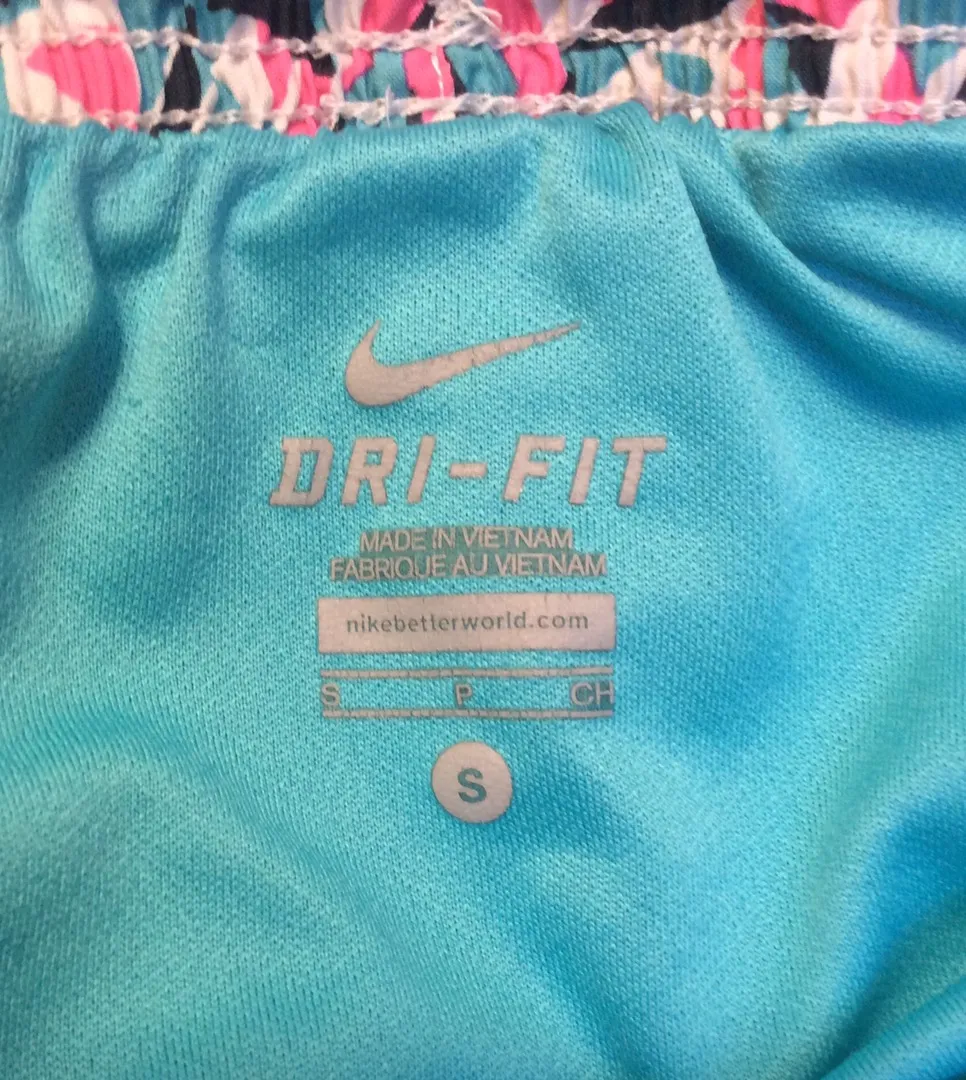 DRI-FIT
MADE IN VIETNAM
FABRIQUE AU VIETNAM
nikebetterworld.com
S P CH
S